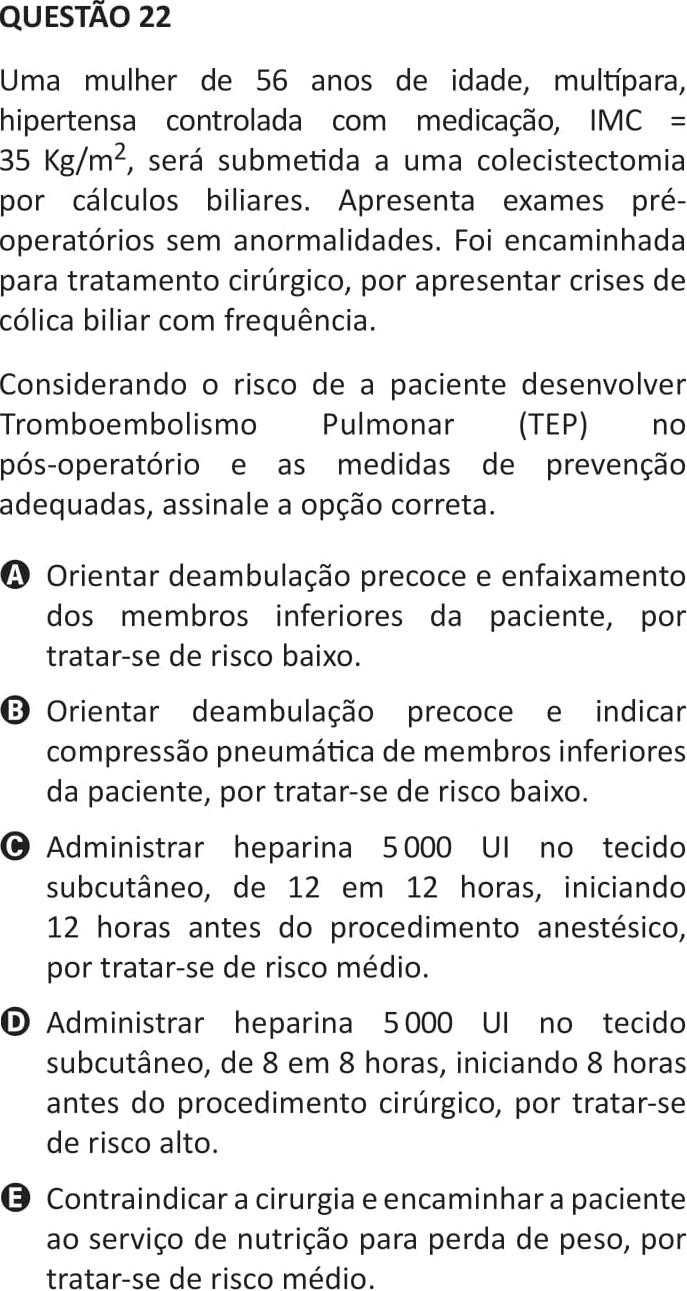 QUESTÃO 22
Uma mulher de 56 anos de idade, multípara,
hipertensa controlada com medicação, IMC =
35 Kg/m², será submetida a uma colecistectomia
por cálculos biliares. Apresenta exames pré-
operatórios sem anormalidades. Foi encaminhada
para tratamento cirúrgico, por apresentar crises de
cólica biliar com frequência.
Considerando o risco de a paciente desenvolver
Tromboembolismo Pulmonar (TEP) no
pós-operatório e as medidas de prevenção
adequadas, assinale a opção correta.
A Orientar deambulação precoce e enfaixamento
dos membros inferiores da paciente, por
tratar-se de risco baixo.
B Orientar deambulação precoce e indicar
compressão pneumática de membros inferiores
da paciente, por tratar-se de risco baixo.
C Administrar heparina 5 000 UI no tecido
subcutâneo, de 12 em 12 horas, iniciando
12 horas antes do procedimento anestésico,
por tratar-se de risco médio.
D Administrar heparina 5 000 UI no tecido
subcutâneo, de 8 em 8 horas, iniciando 8 horas
antes do procedimento cirúrgico, por tratar-se
de risco alto.
E Contraindicar a cirurgia e encaminhar a paciente
ao serviço de nutrição para perda de peso, por
tratar-se de risco médio.